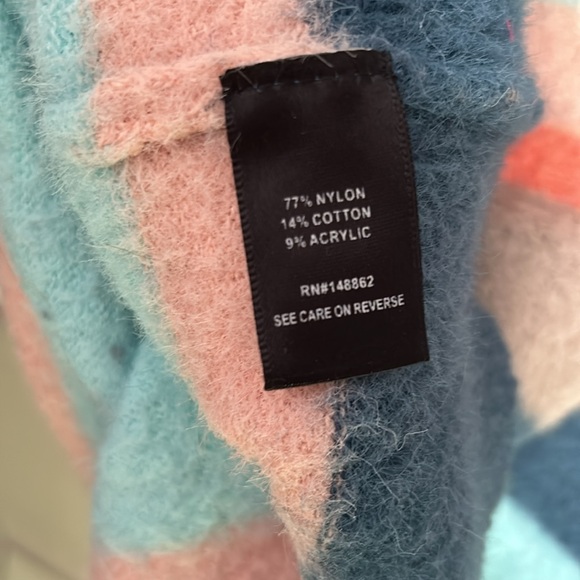 77% NYLON
14% COTTON
9% ACRYLIC
RN#148862
SEE CARE ON REVERSE